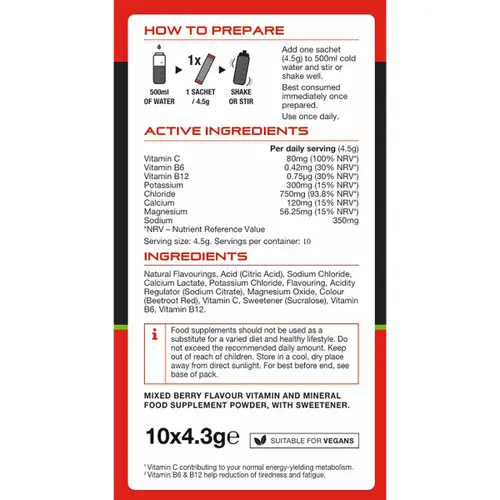 HOW TO PREPARE
500ml
OF WATER
1x
1 SACHET
/ 4.5g
SHAKE
OR STIR
Add one sachet
(4.5g) to 500ml cold
water and stir or
shake well.
Best consumed
immediately once
prepared.
Use once daily.
ACTIVE INGREDIENTS
Per daily serving (4.5g)
Vitamin C 80mg (100% NRV*)
Vitamin B6 0.42mg (30% NRV*)
Vitamin B12 0.75μg (30% NRV*)
Potassium 300mg (15% NRV*)
Chloride 750mg (93.8% NRV*)
Calcium 120mg (15% NRV*)
Magnesium 56.25mg (15% NRV*)
Sodium 350mg
*NRV – Nutrient Reference Value
Serving size: 4.5g. Servings per container: 10
INGREDIENTS
Natural Flavourings, Acid (Citric Acid), Sodium Chloride,
Calcium Lactate, Potassium Chloride, Flavouring, Acidity
Regulator (Sodium Citrate), Magnesium Oxide, Colour
(Beetroot Red), Vitamin C, Sweetener (Sucralose), Vitamin
B6, Vitamin B12.
i
Food supplements should not be used as a
substitute for a varied diet and healthy lifestyle. Do
not exceed the recommended daily amount. Keep
out of reach of children. Store in a cool, dry place
away from direct sunlight. For best before end, see
base of pack.
MIXED BERRY FLAVOUR VITAMIN AND MINERAL
FOOD SUPPLEMENT POWDER, WITH SWEETENER.
10x4.3g℮
SUITABLE FOR VEGANS
¹Vitamin C contributing to your normal energy-yielding metabolism.
²Vitamin B6 & B12 help reduction of tiredness and fatigue.